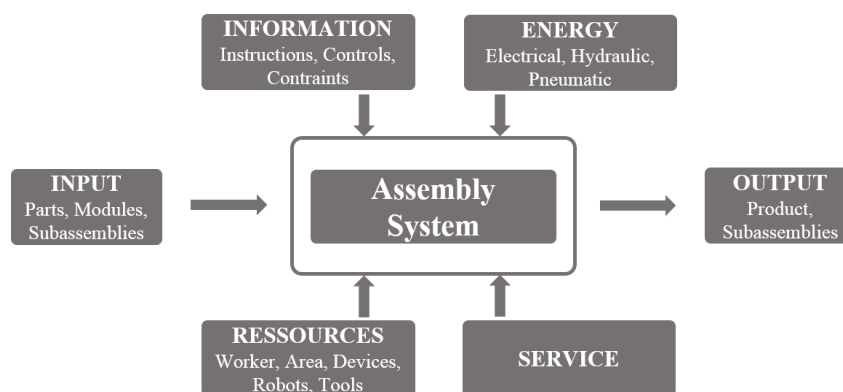 INFORMATION
Instructions, Controls,
Contraints
ENERGY
Electrical, Hydraulic,
Pneumatic
INPUT
Parts, Modules,
Subassemblies
Assembly
System
OUTPUT
Product,
Subassemblies
RESSOURCES
Worker, Area, Devices,
Robots, Tools
SERVICE